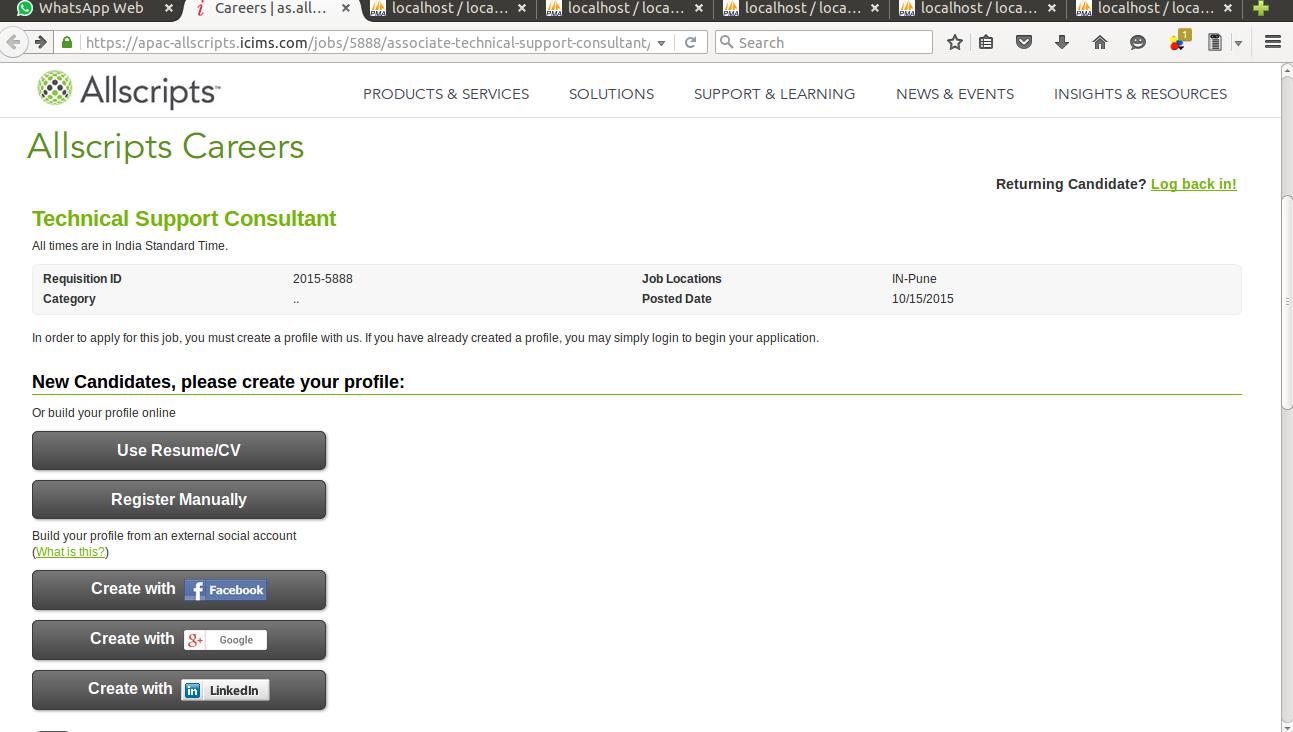 WhatsApp Web × Careers | as.all... × localhost / loca... × localhost / loca... × localhost / loca... × localhost / loca... × localhost / loca... ×
https://apac-allscripts.icims.com/jobs/5888/associate-technical-support-consultant/ Search 1
Allscripts™ PRODUCTS & SERVICES SOLUTIONS SUPPORT & LEARNING NEWS & EVENTS INSIGHTS & RESOURCES
Allscripts Careers
Returning Candidate? Log back in!
Technical Support Consultant
All times are in India Standard Time.
Requisition ID 2015-5888 Job Locations IN-Pune
Category .. Posted Date 10/15/2015
In order to apply for this job, you must create a profile with us. If you have already created a profile, you may simply login to begin your application.
New Candidates, please create your profile:
Or build your profile online
Use Resume/CV
Register Manually
Build your profile from an external social account
(What is this?)
Create with f Facebook
Create with g+ Google
Create with in LinkedIn